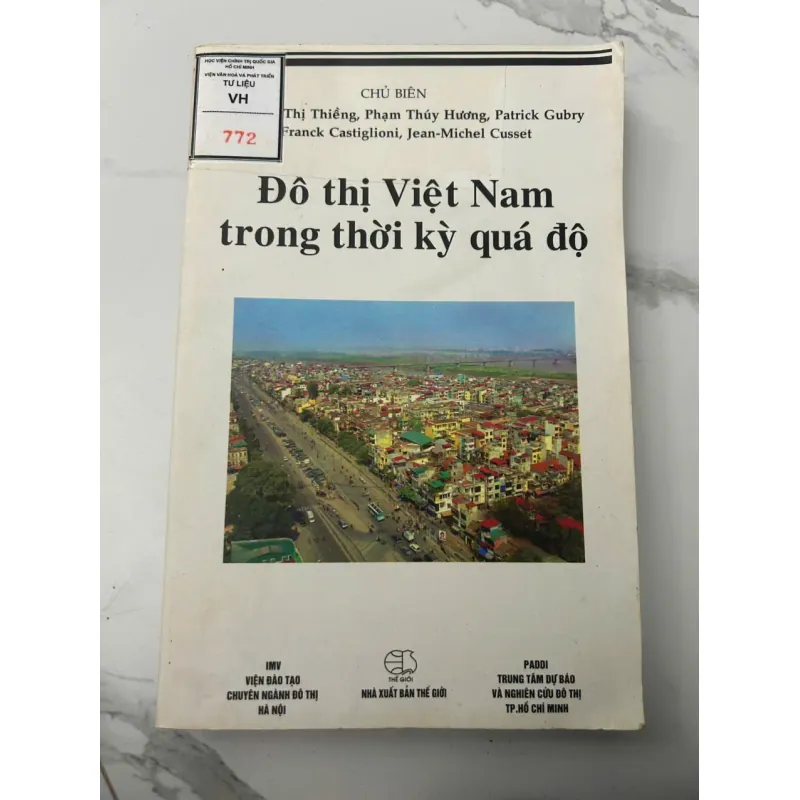 HỌC VIỆN CHÍNH TRỊ QUỐC GIA
HỒ CHÍ MINH
VIỆN VĂN HOÁ VÀ PHÁT TRIỂN
TƯ LIỆU
VH
772
CHỦ BIÊN
Thị Thiềng, Phạm Thúy Hương, Patrick Gubry
Franck Castiglioni, Jean-Michel Cusset
Đô thị Việt Nam
trong thời kỳ quá độ
IMV
VIỆN ĐÀO TẠO
CHUYÊN NGÀNH ĐÔ THỊ
HÀ NỘI
THẾ GIỚI
NHÀ XUẤT BẢN THẾ GIỚI
PADDI
TRUNG TÂM DỰ BÁO
VÀ NGHIÊN CỨU ĐÔ THỊ
TP.HỒ CHÍ MINH